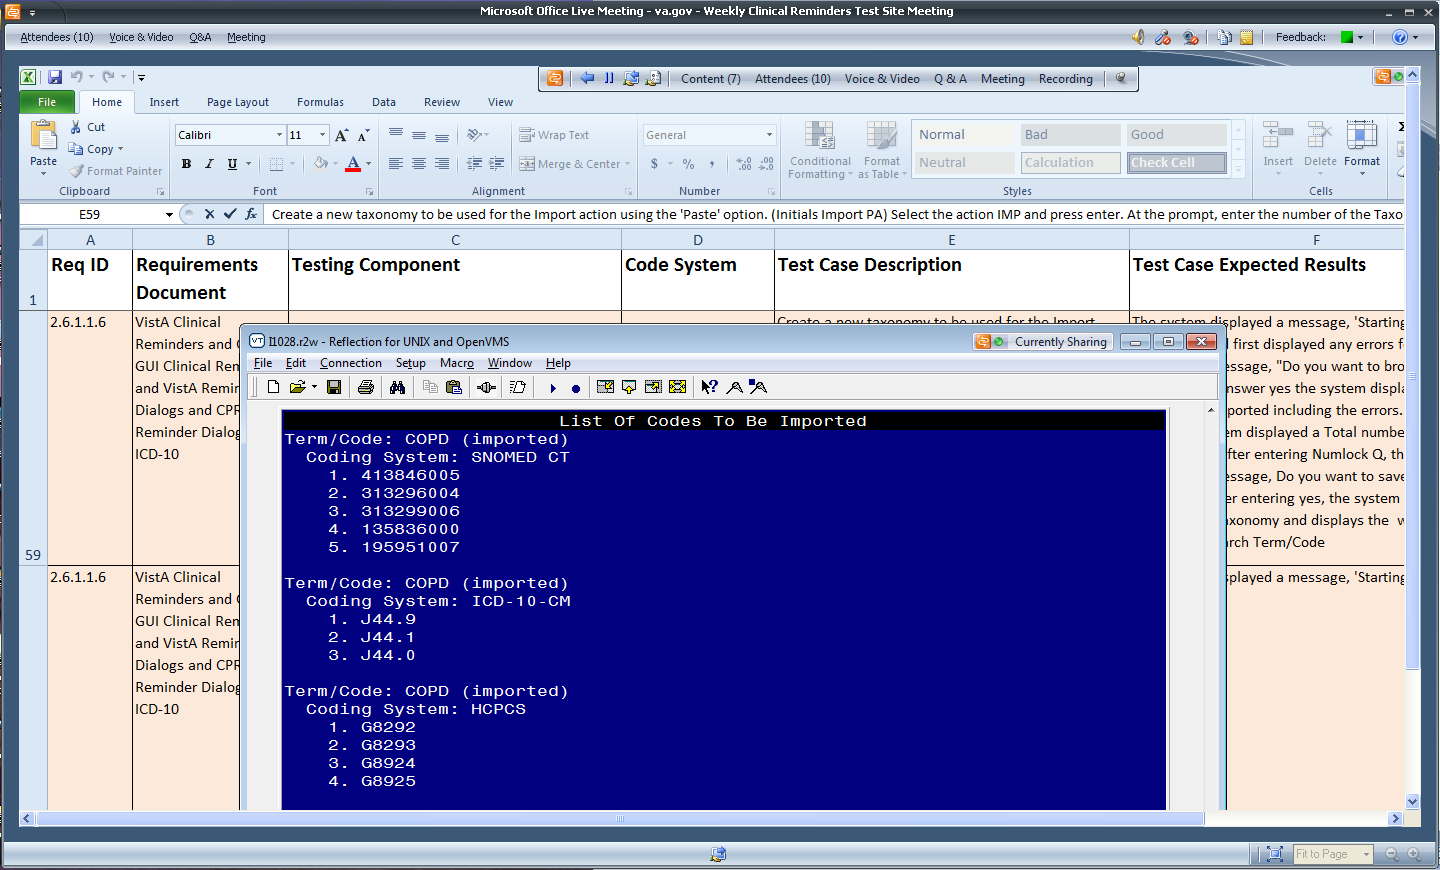 Microsoft Office Live Meeting - va.gov - Weekly Clinical Reminders Test Site Meeting
Attendees (10) Voice & Video Q&A Meeting
Feedback:
Content (7) Attendees (10) Voice & Video Q & A Meeting Recording
File Home Insert Page Layout Formulas Data Review View
Paste
Cut
Copy
Format Painter
Clipboard
Calibri 11
B I U
Font
Wrap Text
Merge & Center
Alignment
General
$ % ,
Number
Conditional Formatting
Format as Table
Normal Bad Good
Neutral Calculation Check Cell
Styles
Insert Delete Format
Cells
E59
fx
Create a new taxonomy to be used for the Import action using the 'Paste' option. (Initials Import PA) Select the action IMP and press enter. At the prompt, enter the number of the Taxo
A B C D E F
1
Req ID
Requirements
Document
Testing Component
Code System
Test Case Description
Test Case Expected Results
59
2.6.1.1.6
VistA Clinical
Reminders and
GUI Clinical Rem
and VistA Remin
Dialogs and CPR
Reminder Dialog
ICD-10
Create a new taxonomy to be used for the Import
The system displayed a message, 'Starting
first displayed any errors f
ssage, "Do you want to bro
nswer yes the system displa
ported including the errors.
em displayed a Total numbe
fter entering Numlock Q, th
ssage, Do you want to save
er entering yes, the system
axonomy and displays the w
rch Term/Code
2.6.1.1.6
VistA Clinical
Reminders and
GUI Clinical Rem
and VistA Remin
Dialogs and CPR
Reminder Dialog
ICD-10
splayed a message, 'Starting
I1028.r2w - Reflection for UNIX and OpenVMS
Currently Sharing
File Edit Connection Setup Macro Window Help
List Of Codes To Be Imported
Term/Code: COPD (imported)
Coding System: SNOMED CT
1. 413846005
2. 313296004
3. 313299006
4. 135836000
5. 195951007
Term/Code: COPD (imported)
Coding System: ICD-10-CM
1. J44.9
2. J44.1
3. J44.0
Term/Code: COPD (imported)
Coding System: HCPCS
1. G8292
2. G8293
3. G8924
4. G8925
Fit to Page